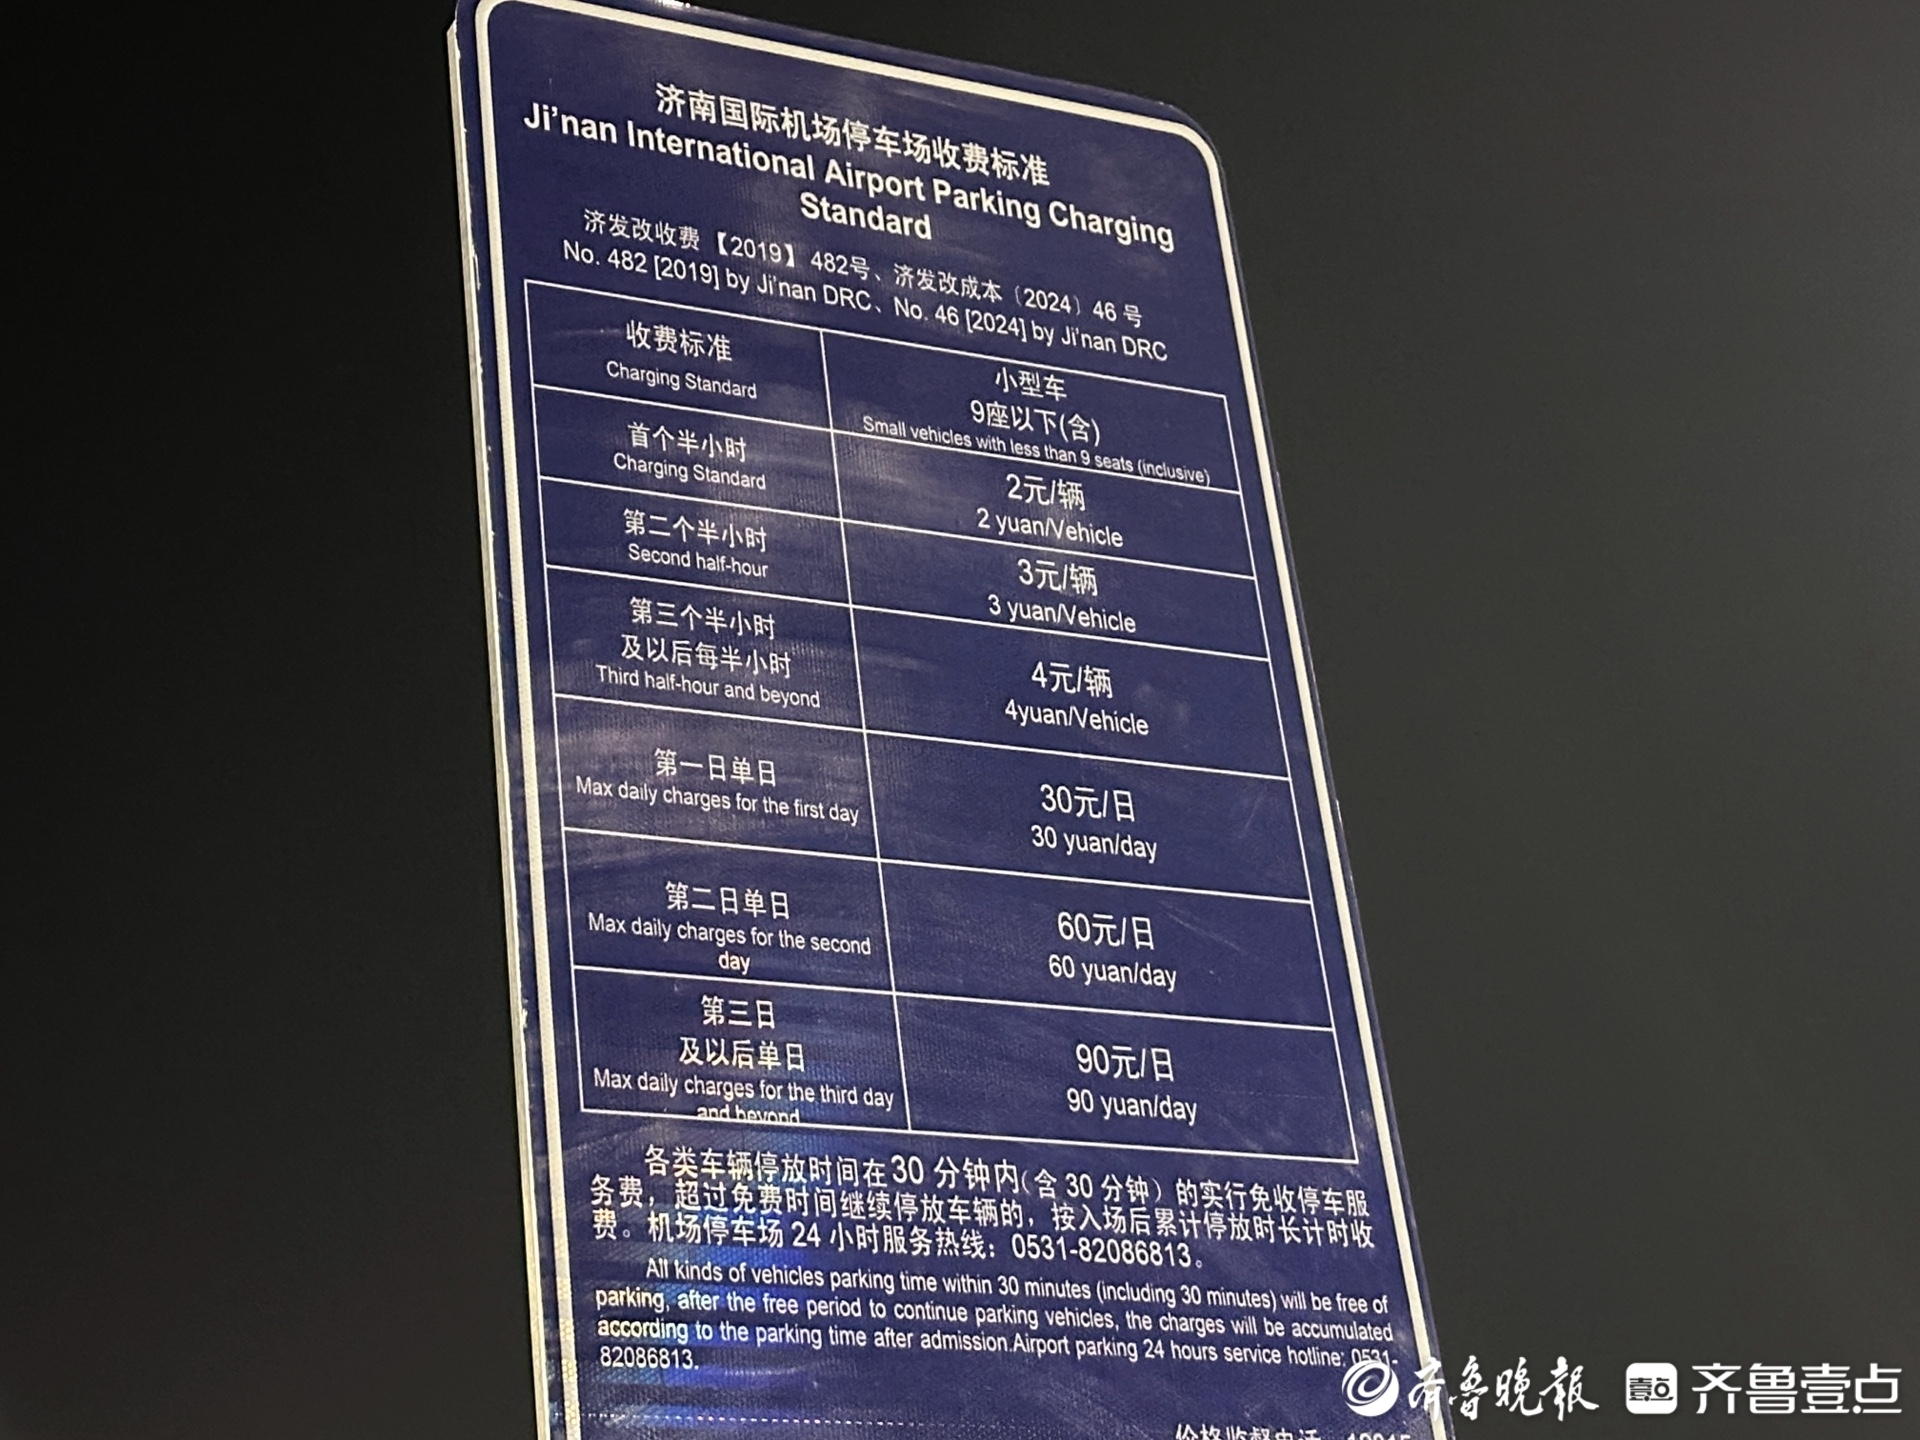 济南国际机场停车场收费标准
Ji'nan International Airport Parking Charging
Standard
济发改收费【2019】482号、济发改成本〔2024〕46号
No. 482 [2019] by Ji'nan DRC、No. 46 [2024] by Ji'nan DRC
收费标准
Charging Standard
小型车
9座以下(含)
Small vehicles with less than 9 seats (inclusive)
首个半小时
Charging Standard
2元/辆
2 yuan/Vehicle
第二个半小时
Second half-hour
3元/辆
3 yuan/Vehicle
第三个半小时
及以后每半小时
Third half-hour and beyond
4元/辆
4yuan/Vehicle
第一日单日
Max daily charges for the first day
30元/日
30 yuan/day
第二日单日
Max daily charges for the second
day
60元/日
60 yuan/day
第三日
及以后单日
Max daily charges for the third day
and beyond
90元/日
90 yuan/day
各类车辆停放时间在30分钟内(含30分钟）的实行免收停车服
务费，超过免费时间继续停放车辆的，按入场后累计停放时长计时收
费。机场停车场24小时服务热线：0531-82086813。
All kinds of vehicles parking time within 30 minutes (including 30 minutes) will be free of
parking, after the free period to continue parking vehicles, the charges will be accumulated
according to the parking time after admission.Airport parking 24 hours service hotline: 0531-
82086813.
价格监督电话
齐鲁晚报
壹点
齐鲁壹点